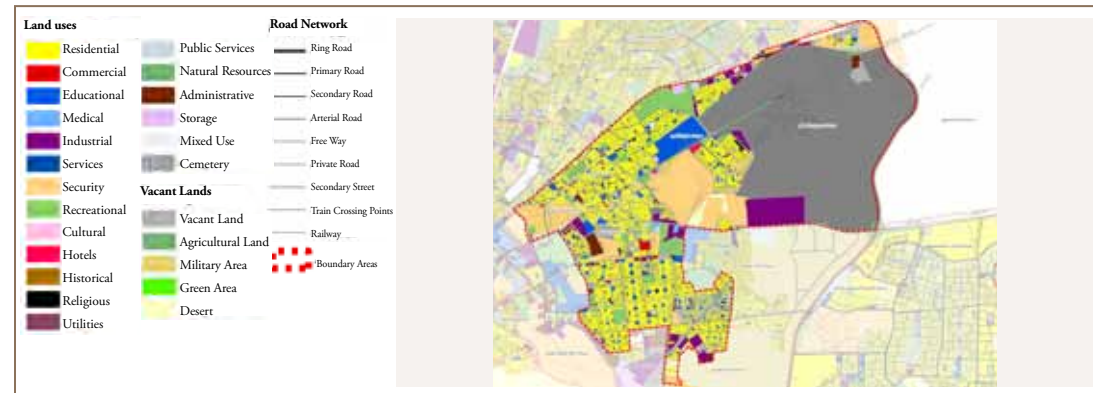 Land uses
Residential
Commercial
Educational
Medical
Industrial
Services
Security
Recreational
Cultural
Hotels
Historical
Religious
Utilities
Public Services
Natural Resources
Administrative
Storage
Mixed Use
Cemetery
Vacant Lands
Vacant Land
Agricultural Land
Military Area
Green Area
Desert
Road Network
Ring Road
Primary Road
Secondary Road
Arterial Road
Free Way
Private Road
Secondary Street
Train Crossing Points
Railway
Boundary Areas